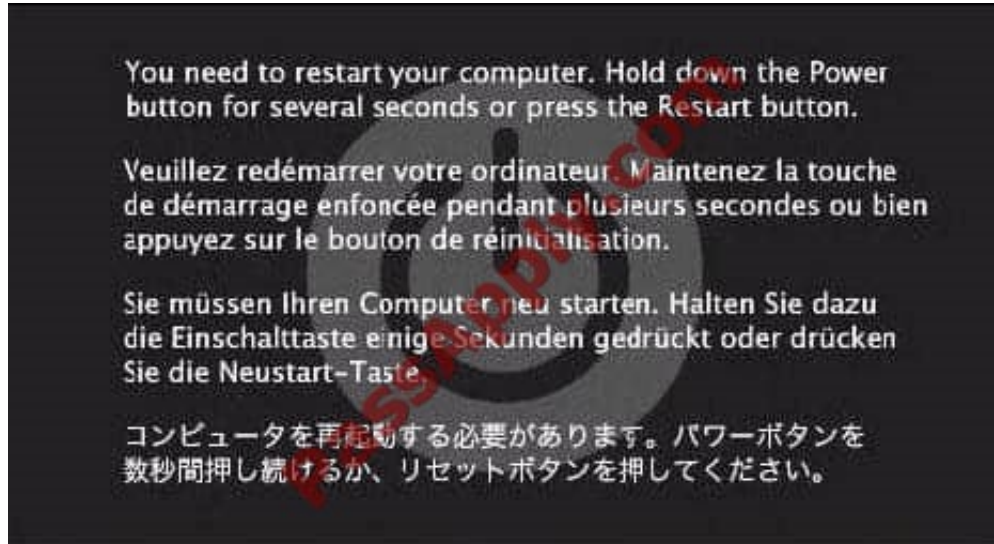 You need to restart your computer. Hold down the Power
button for several seconds or press the Restart button.
Veuillez redémarrer votre ordinateur. Maintenez la touche
de démarrage enfoncée pendant plusieurs secondes ou bien
appuyez sur le bouton de réinitialisation.
Sie müssen Ihren Computer neu starten. Halten Sie dazu
die Einschalttaste einige Sekunden gedrückt oder drücken
Sie die Neustart-Taste.
コンピュータを再起動する必要があります。パワーボタンを
数秒間押し続けるか、リセットボタンを押してください。
PassApply.com